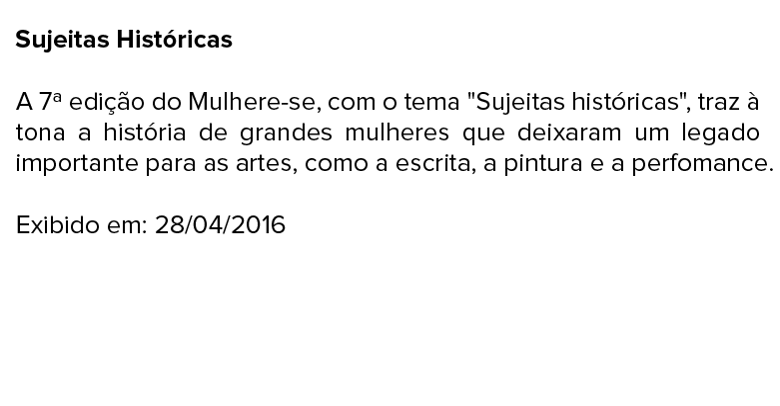 Sujeitas Históricas
A 7ª edição do Mulhere-se, com o tema "Sujeitas históricas", traz à
tona a história de grandes mulheres que deixaram um legado
importante para as artes, como a escrita, a pintura e a perfomance.
Exibido em: 28/04/2016